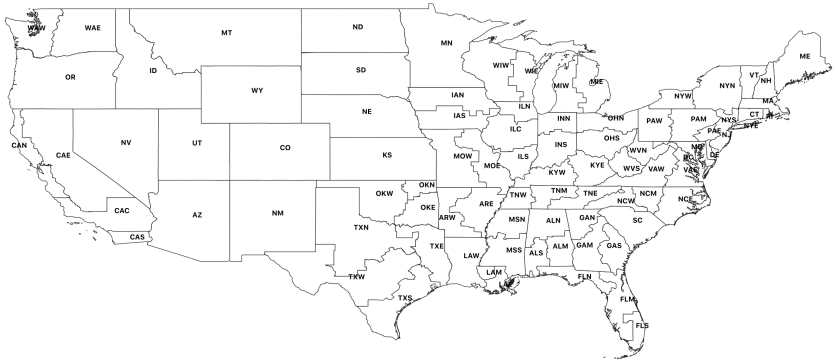 WAW
WAE
MT
ND
MN
ME
OR
ID
SD
WIW
WIE
MIW
MIE
VT
NH
NYN
WY
IAN
NYW
MA
NE
IAS
ILN
INN
OHN
PAW
PAM
NYS
CT
RI
NYE
CAN
CAE
NV
UT
CO
KS
MOW
MOE
ILC
ILS
INS
OHS
WVN
PAE
NJ
MD
DC
DE
KYW
KYE
WVS
VAW
VAE
CAC
CAS
AZ
NM
OKW
OKN
OKE
ARW
ARE
TNW
TNM
TNE
NCW
NCM
NCE
TXN
MSN
ALN
GAN
SC
TXE
LAW
MSS
ALS
ALM
GAM
GAS
TXW
TXS
LAM
LAE
FLN
FLM
FLS